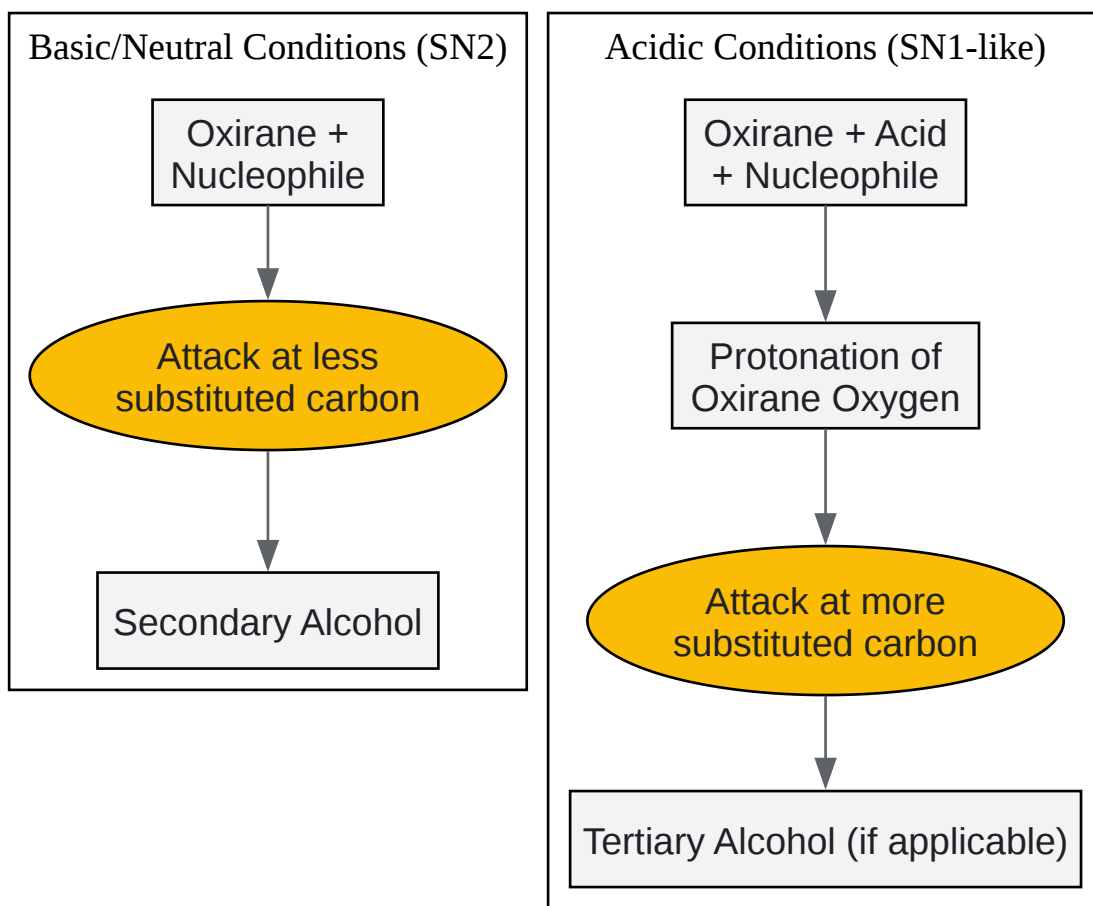 Basic/Neutral Conditions (SN2)
Oxirane +
Nucleophile
Attack at less
substituted carbon
Secondary Alcohol
Acidic Conditions (SN1-like)
Oxirane + Acid
+ Nucleophile
Protonation of
Oxirane Oxygen
Attack at more
substituted carbon
Tertiary Alcohol (if applicable)